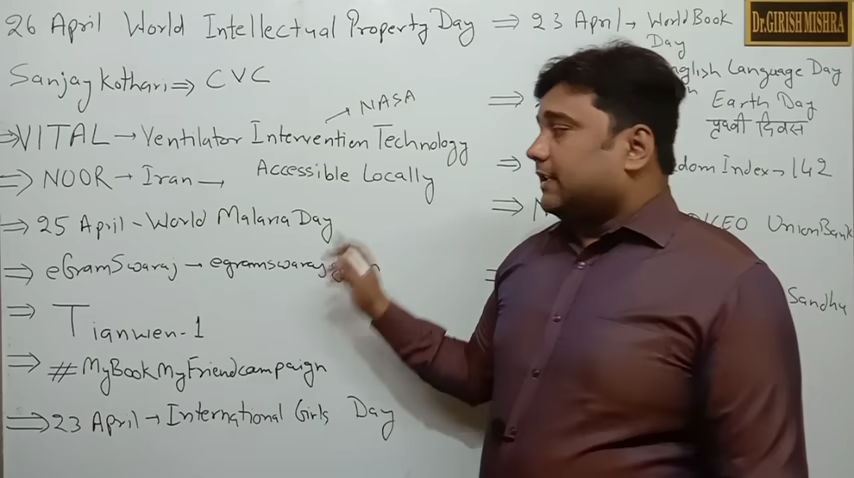 26 April World Intellectual Property Day
Sanjay Kothari ⇒ CVC
→ NASA
⇒ VITAL → Ventilator Intervention Technology
Accessible Locally
⇒ NOOR → Iran →
⇒ 25 April - World Malaria Day
⇒ eGramSwaraj → egramswaraj
⇒ Tianwen-1
⇒ #MyBookMyFriendcampaign
⇒ 23 April → International Girls Day
⇒ 23 April → World Book
Day
nglish Language Day
⇒ Earth Day
पृथ्वी दिवस
⇒ dom Index → 142
⇒ CEO Union Bank
Sandhu
Dr.GIRISH MISHRA